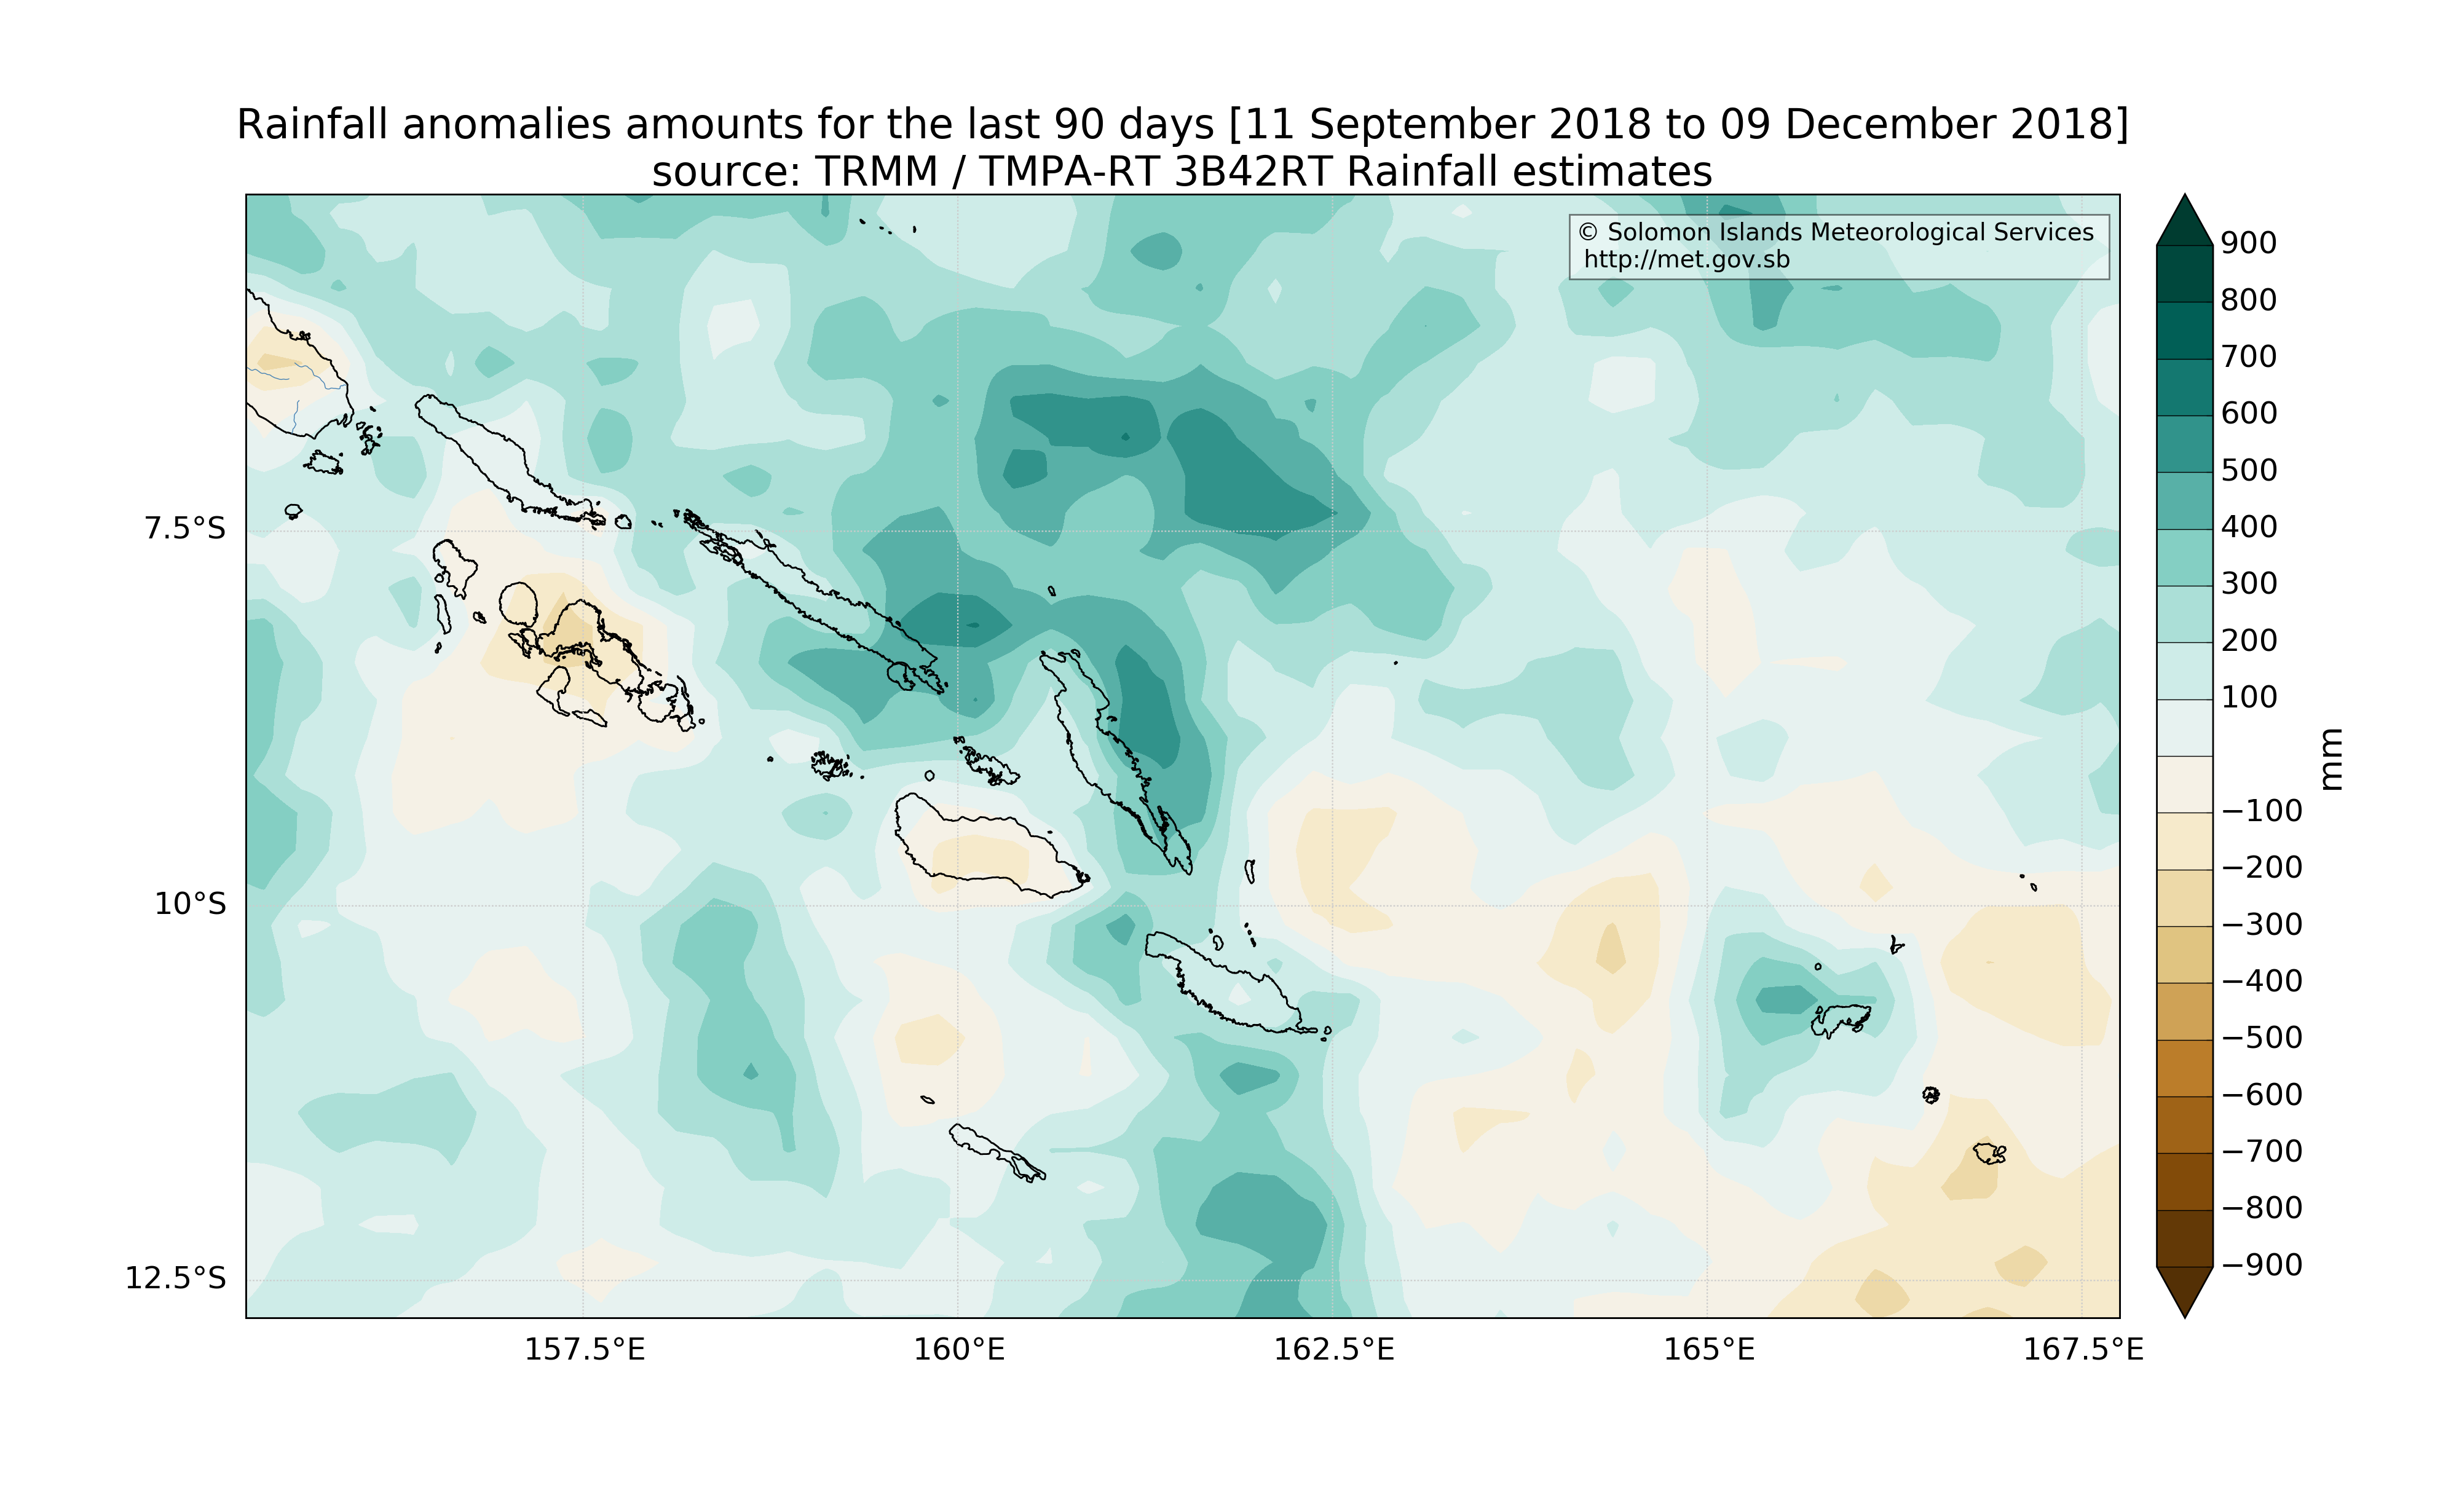 Rainfall anomalies amounts for the last 90 days [11 September 2018 to 09 December 2018]
source: TRMM / TMPA-RT 3B42RT Rainfall estimates
© Solomon Islands Meteorological Services
http://met.gov.sb
7.5°S
10°S
12.5°S
157.5°E
160°E
162.5°E
165°E
167.5°E
900
800
700
600
500
400
300
200
100
−100
−200
−300
−400
−500
−600
−700
−800
−900
mm